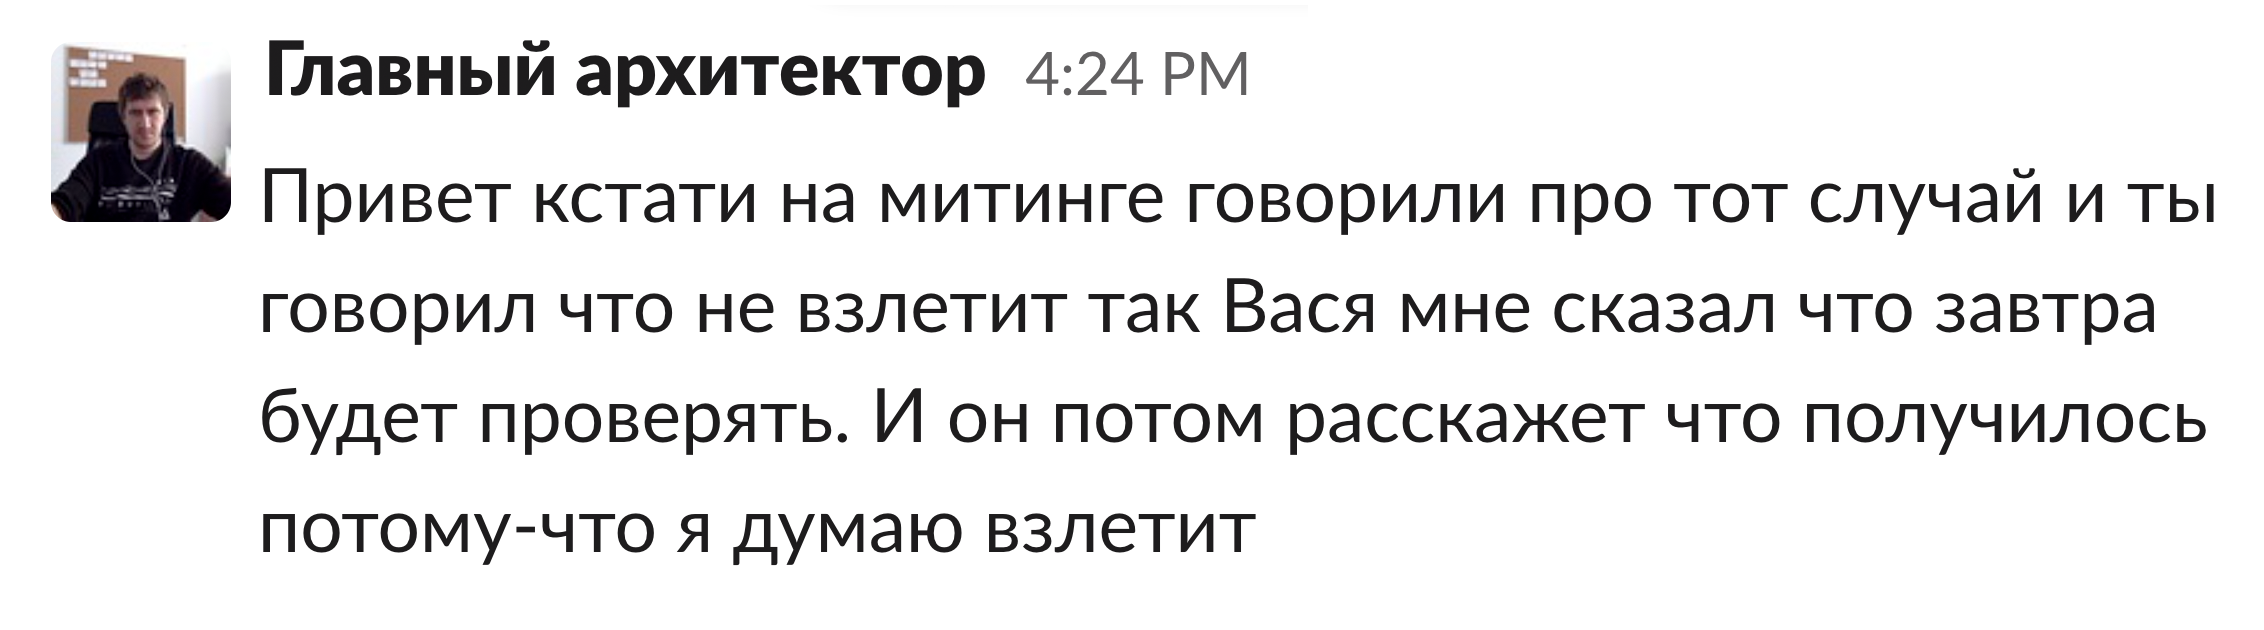 Главный архитектор 4:24 PM
Привет кстати на митинге говорили про тот случай и ты
говорил что не взлетит так Вася мне сказал что завтра
будет проверять. И он потом расскажет что получилось
потому-что я думаю взлетит